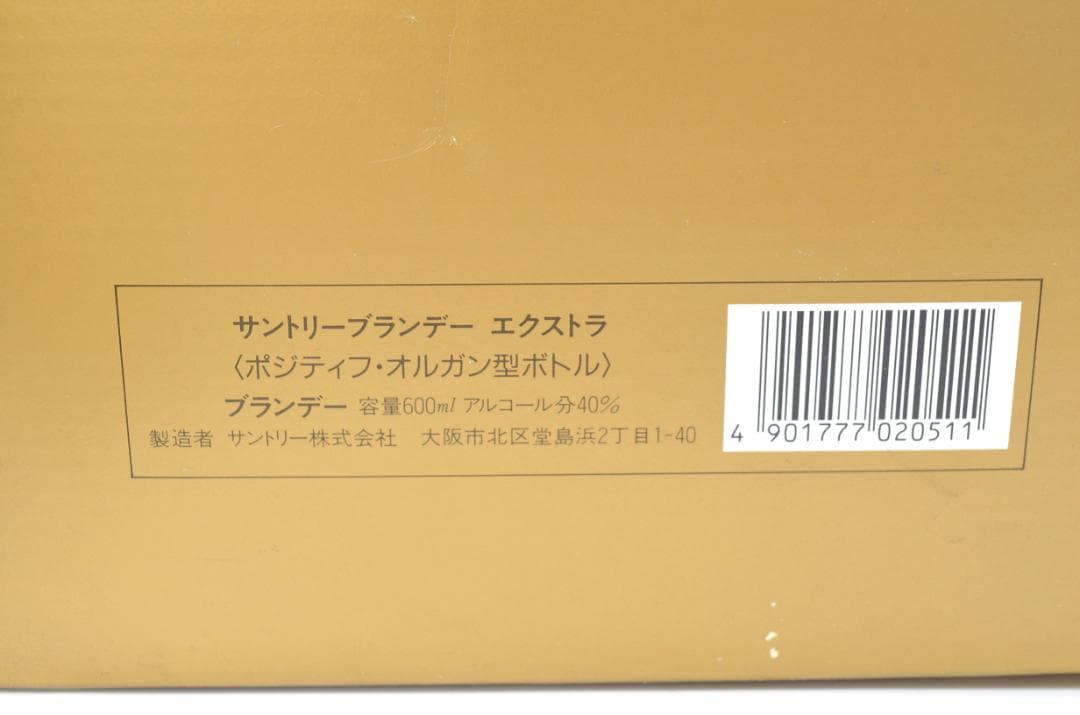 サントリーブランデー エクストラ
〈ポジティフ・オルガン型ボトル〉
ブランデー 容量600ml アルコール分40%
製造者 サントリー株式会社 大阪市北区堂島浜2丁目1-40
4 901777 020511